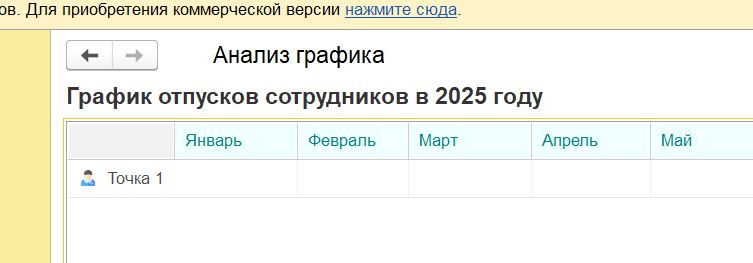 ов. Для приобретения коммерческой версии нажмите сюда.
Анализ графика
График отпусков сотрудников в 2025 году
Январь Февраль Март Апрель Май
Точка 1